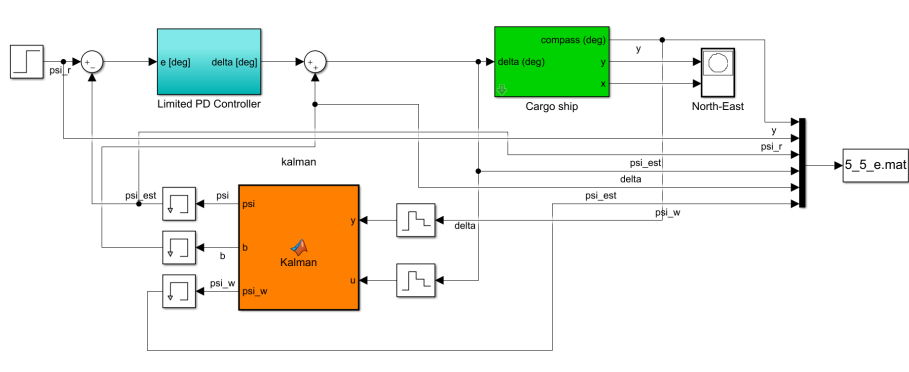 compass (deg)
y
psi_r
e [deg]
delta [deg]
+
−
+
+
delta (deg)
y
x
Limited PD Controller
Cargo ship
North-East
y
psi_r
kalman
psi_est
5_5_e.mat
delta
psi_est
psi
psi
psi_est
y
psi_w
delta
b
b
Kalman
u
psi_w
psi_w